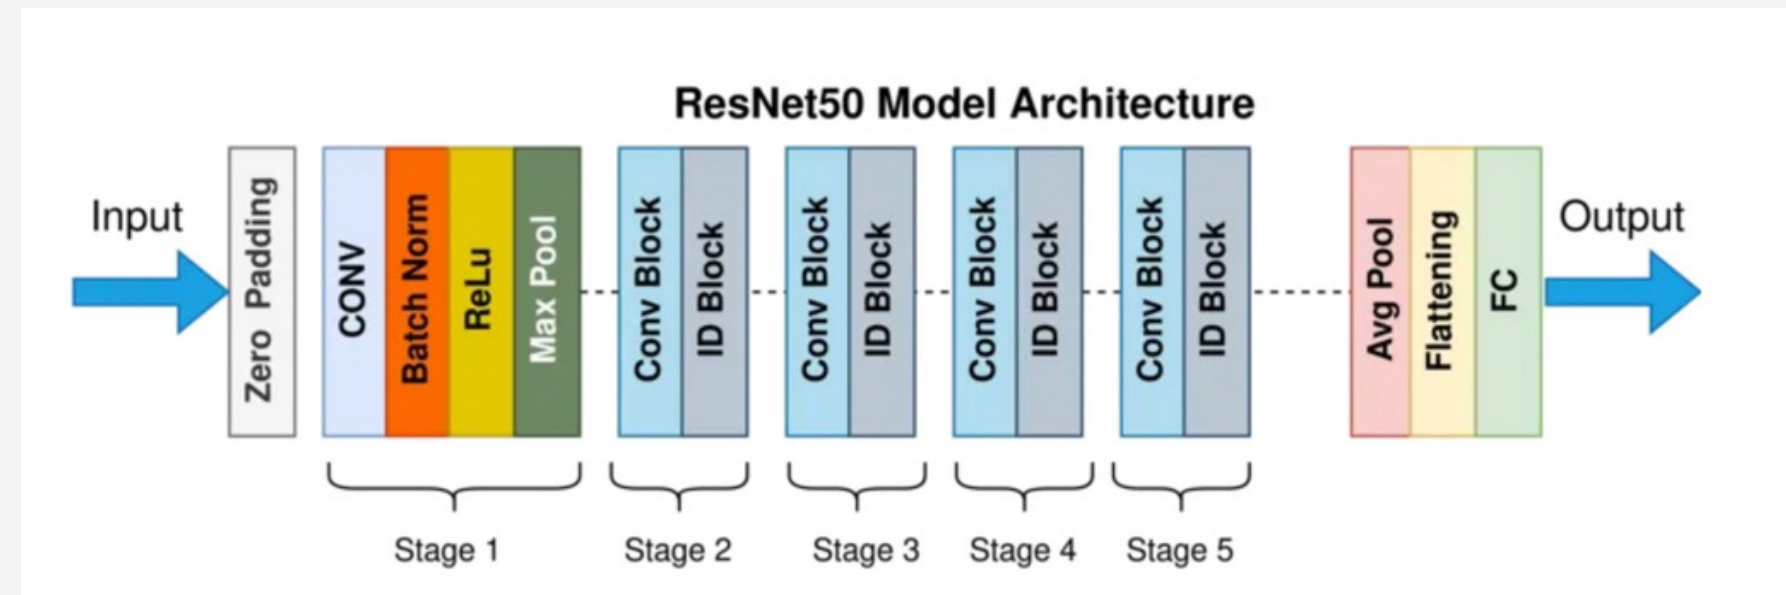 ResNet50 Model Architecture
Input
Zero Padding
CONV
Batch Norm
ReLu
Max Pool
Conv Block
ID Block
Conv Block
ID Block
Conv Block
ID Block
Conv Block
ID Block
Avg Pool
Flattening
FC
Output
Stage 1
Stage 2
Stage 3
Stage 4
Stage 5